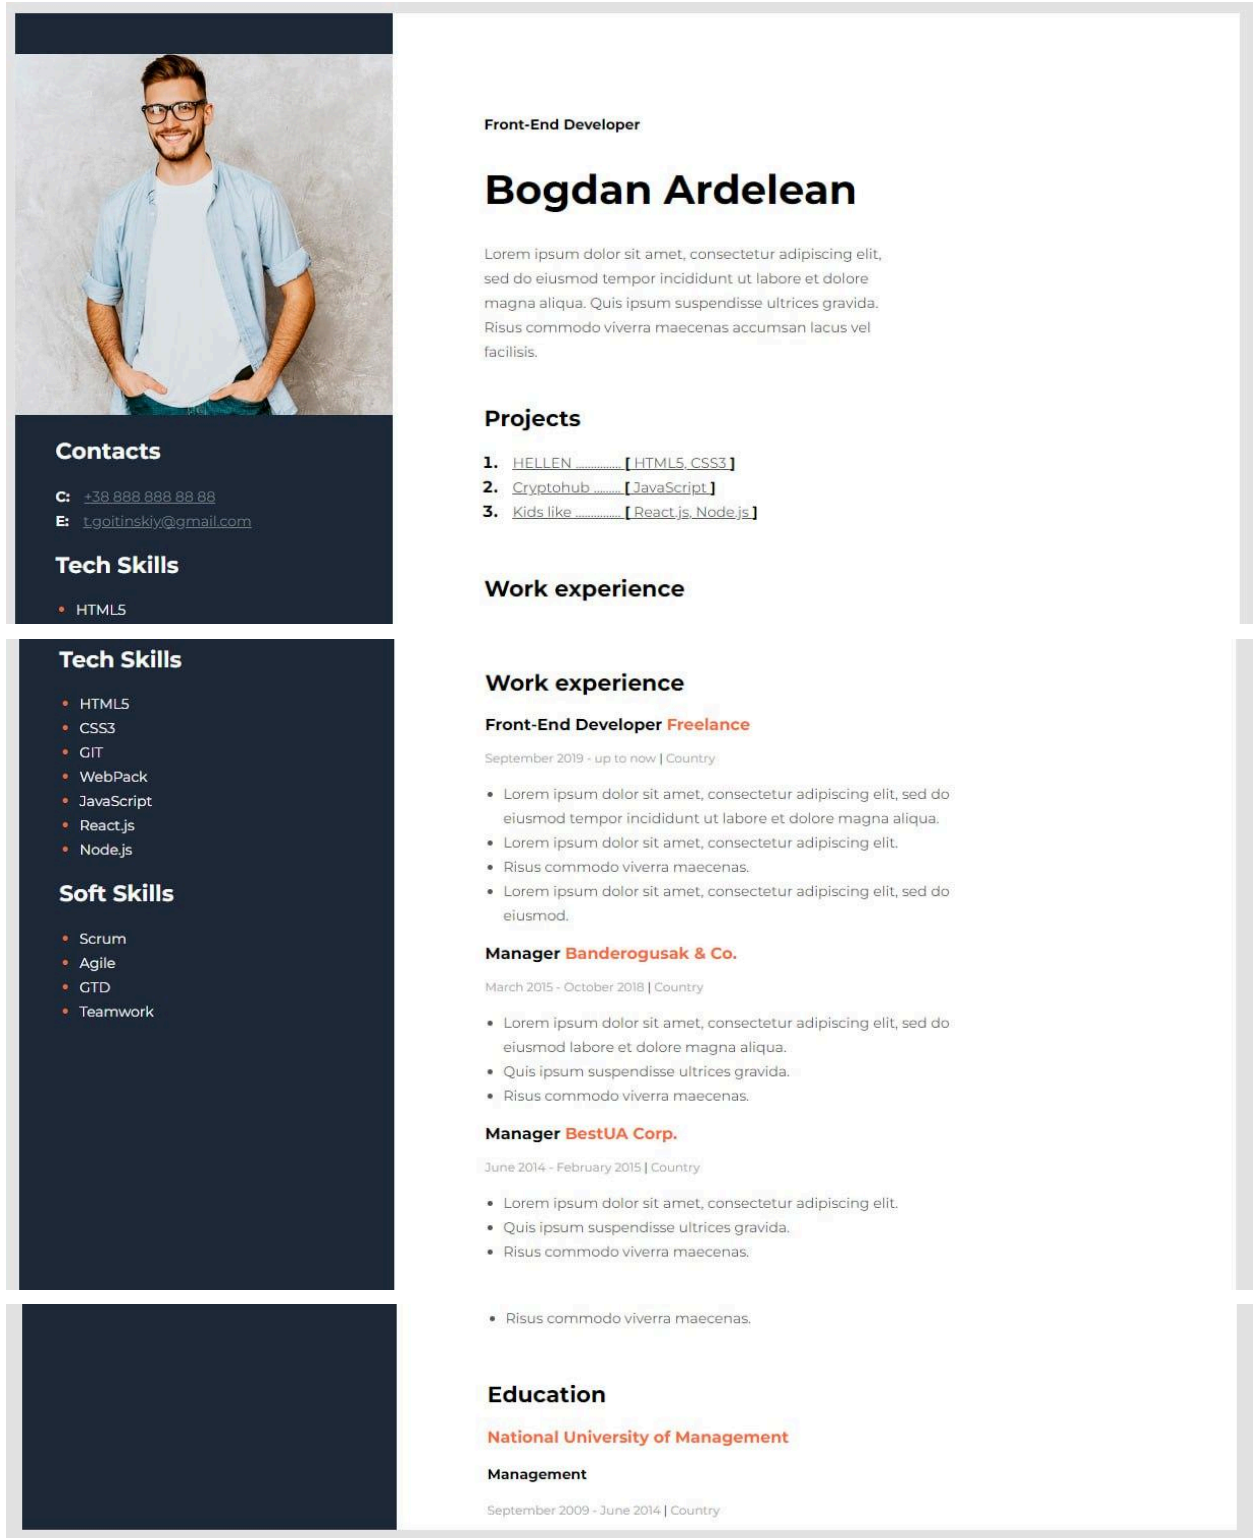 Front-End Developer
Bogdan Ardelean
Lorem ipsum dolor sit amet, consectetur adipiscing elit,
sed do eiusmod tempor incididunt ut labore et dolore
magna aliqua. Quis ipsum suspendisse ultrices gravida.
Risus commodo viverra maecenas accumsan lacus vel
facilisis.
Projects
1. HELLEN ............... [ HTML5, CSS3 ]
2. Cryptohub ......... [ JavaScript ]
3. Kids like ............... [ React.js, Node.js ]
Work experience
Contacts
C: +38 888 888 88 88
E: t.goitinskiy@gmail.com
Tech Skills
• HTML5
Tech Skills
• HTML5
• CSS3
• GIT
• WebPack
• JavaScript
• React.js
• Node.js
Soft Skills
• Scrum
• Agile
• GTD
• Teamwork
Work experience
Front-End Developer Freelance
September 2019 - up to now | Country
• Lorem ipsum dolor sit amet, consectetur adipiscing elit, sed do
eiusmod tempor incididunt ut labore et dolore magna aliqua.
• Lorem ipsum dolor sit amet, consectetur adipiscing elit.
• Risus commodo viverra maecenas.
• Lorem ipsum dolor sit amet, consectetur adipiscing elit, sed do
eiusmod.
Manager Banderogusak & Co.
March 2015 - October 2018 | Country
• Lorem ipsum dolor sit amet, consectetur adipiscing elit, sed do
eiusmod labore et dolore magna aliqua.
• Quis ipsum suspendisse ultrices gravida.
• Risus commodo viverra maecenas.
Manager BestUA Corp.
June 2014 - February 2015 | Country
• Lorem ipsum dolor sit amet, consectetur adipiscing elit.
• Quis ipsum suspendisse ultrices gravida.
• Risus commodo viverra maecenas.
• Risus commodo viverra maecenas.
Education
National University of Management
Management
September 2009 - June 2014 | Country